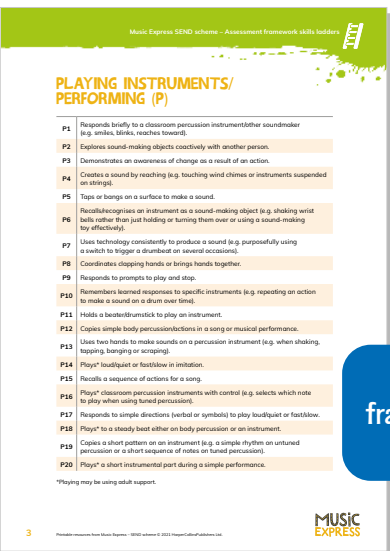 Music Express SEND scheme – Assessment framework skills ladders
PLAYING INSTRUMENTS/
PERFORMING (P)
P1 Responds briefly to a classroom percussion instrument/other soundmaker
(e.g. smiles, blinks, reaches toward).
P2 Explores sound-making objects coactively with another person.
P3 Demonstrates an awareness of change as a result of an action.
P4 Creates a sound by reaching (e.g. touching wind chimes or instruments suspended
on strings).
P5 Taps or bangs on a surface to make a sound.
P6 Recalls/recognises an instrument as a sound-making object (e.g. shaking wrist
bells rather than just holding or turning them over or using a sound-making
toy effectively).
P7 Uses technology consistently to produce a sound (e.g. purposefully using
a switch to trigger a drumbeat on several occasions).
P8 Coordinates clapping hands or brings hands together.
P9 Responds to prompts to play and stop.
P10 Remembers learned responses to specific instruments (e.g. repeating an action
to make a sound on a drum over time).
P11 Holds a beater/drumstick to play an instrument.
P12 Copies simple body percussion/actions in a song or musical performance.
P13 Uses two hands to make sounds on a percussion instrument (e.g. when shaking,
tapping, banging or scraping).
P14 Plays* loud/quiet or fast/slow in imitation.
P15 Recalls a sequence of actions for a song.
P16 Plays* classroom percussion instruments with control (e.g. selects which note
to play when using tuned percussion).
P17 Responds to simple directions (verbal or symbols) to play loud/quiet or fast/slow.
P18 Plays* to a steady beat either on body percussion or an instrument.
P19 Copies a short pattern on an instrument (e.g. a simple rhythm on untuned
percussion or a short sequence of notes on tuned percussion).
P20 Plays* a short instrumental part during a simple performance.
*Playing may be using adult support.
3 Printable resources from Music Express – SEND scheme © 2021 HarperCollinsPublishers Ltd.
MUSIC
EXPRESS
fra